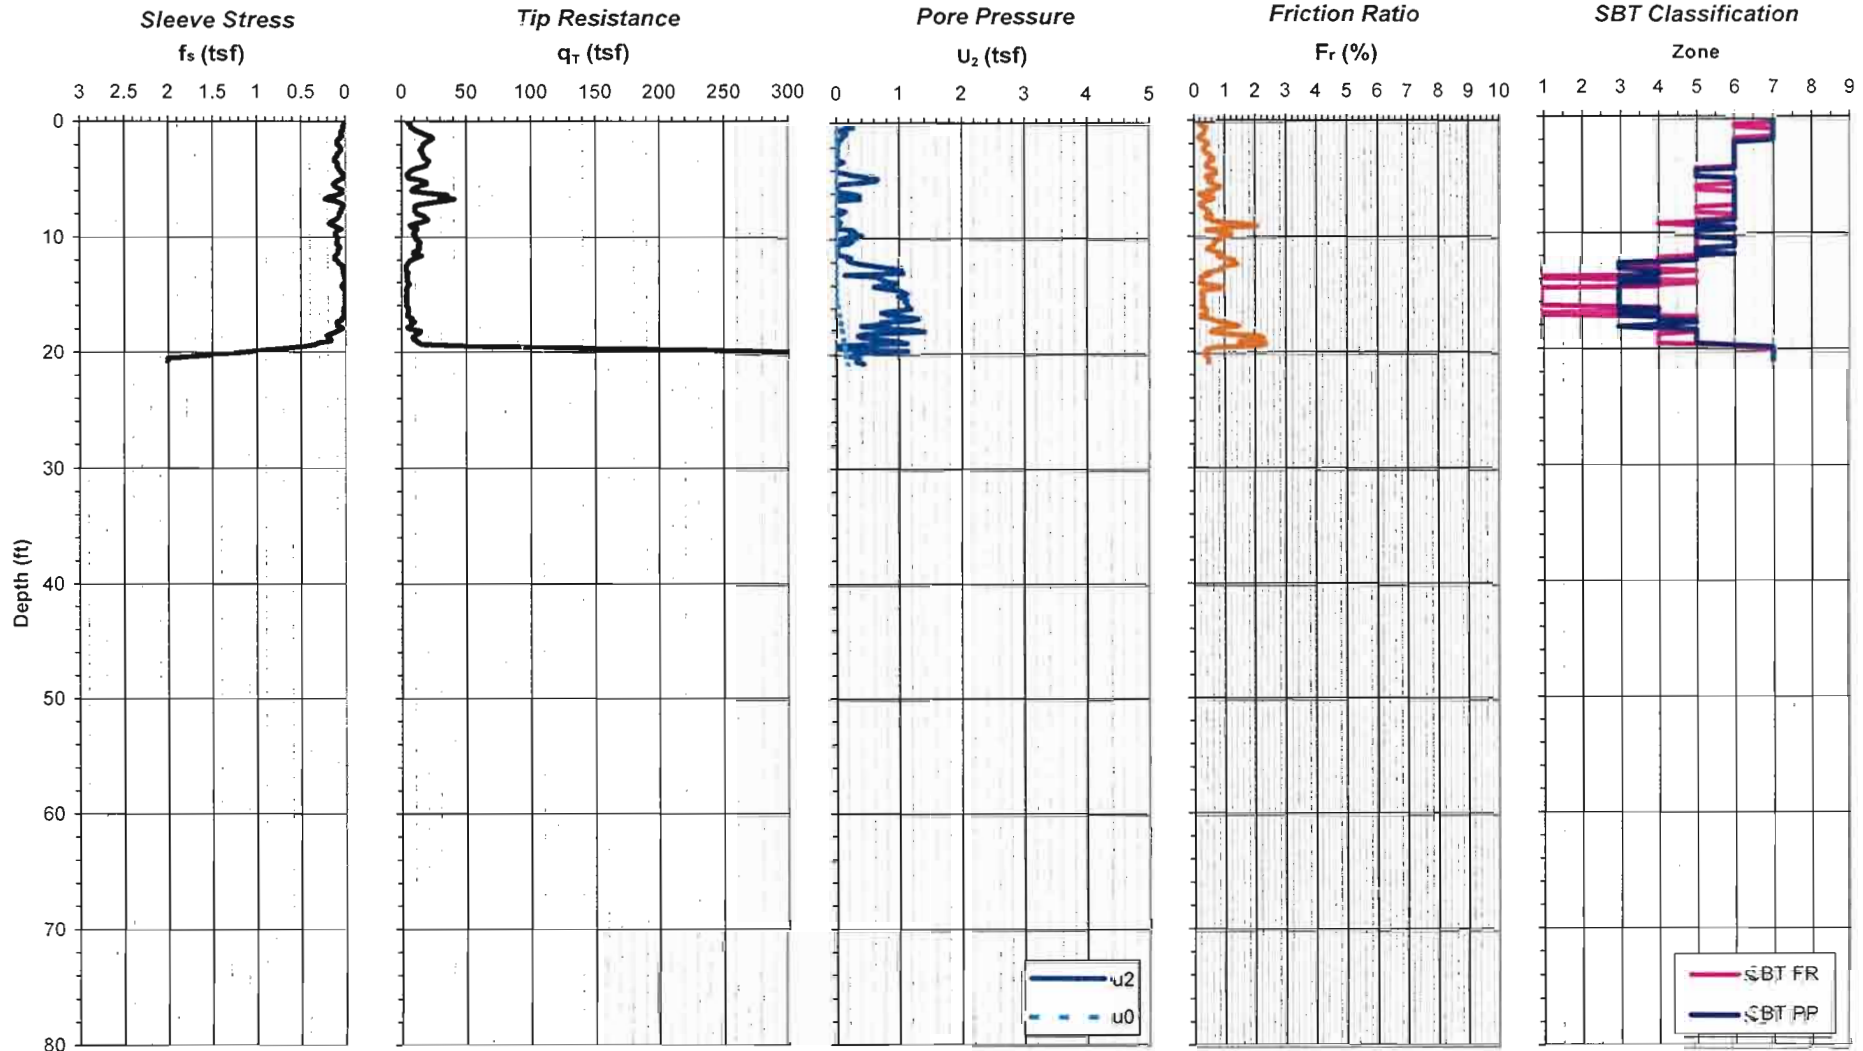 Sleeve Stress
fs (tsf)
3 2.5 2 1.5 1 0.5 0
Tip Resistance
qT (tsf)
0 50 100 150 200 250 300
Pore Pressure
U2 (tsf)
0 1 2 3 4 5
Friction Ratio
Fr (%)
0 1 2 3 4 5 6 7 8 9 10
SBT Classification
Zone
1 2 3 4 5 6 7 8 9
Depth (ft)
0
10
20
30
40
50
60
70
80
u2
u0
SBT FR
SBT PP